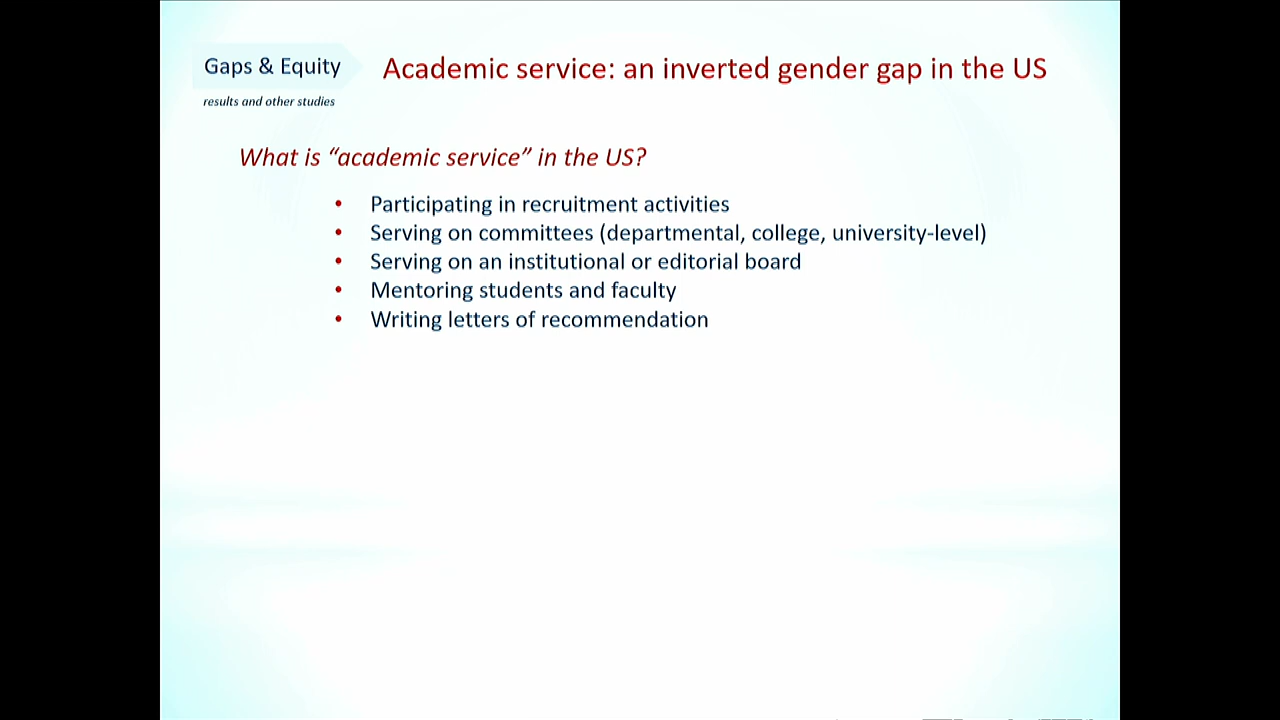 Gaps & Equity
Academic service: an inverted gender gap in the US
results and other studies
What is “academic service” in the US?
• Participating in recruitment activities
• Serving on committees (departmental, college, university-level)
• Serving on an institutional or editorial board
• Mentoring students and faculty
• Writing letters of recommendation